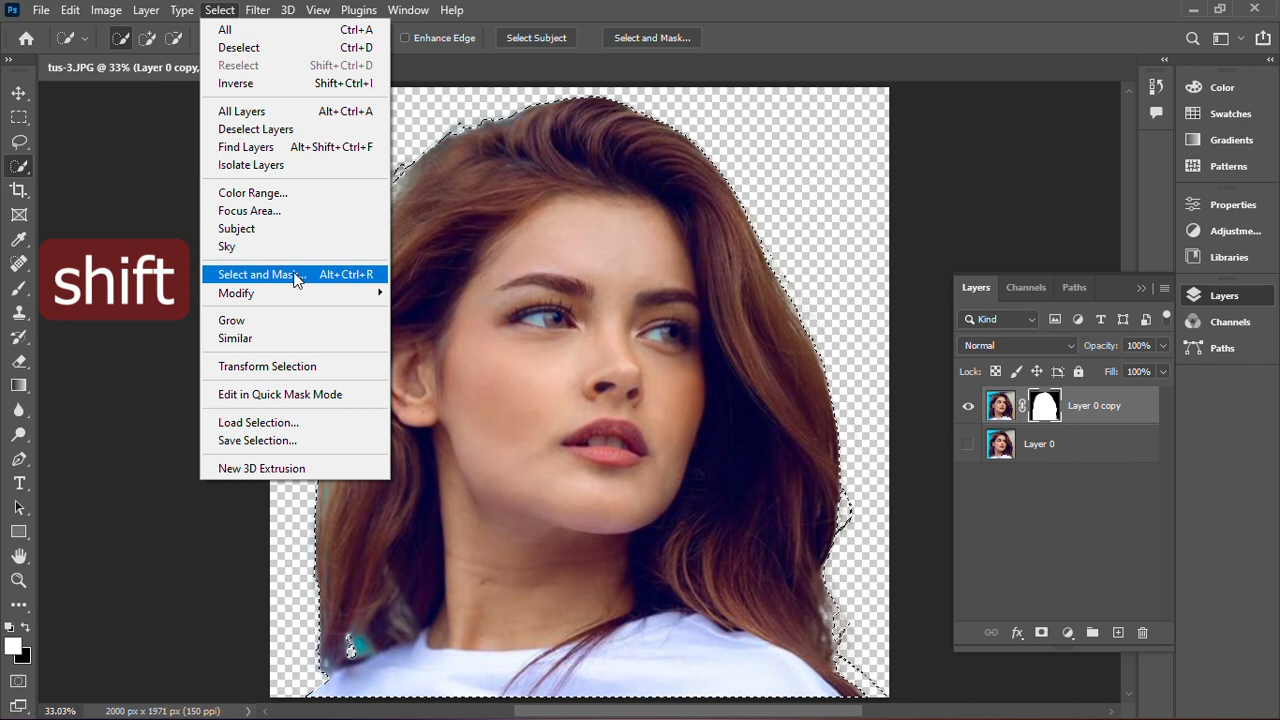 Ps File Edit Image Layer Type Select Filter 3D View Plugins Window Help
Enhance Edge Select Subject Select and Mask...
tus-3.JPG @ 33% (Layer 0 copy,
All Ctrl+A
Deselect Ctrl+D
Reselect Shift+Ctrl+D
Inverse Shift+Ctrl+I
All Layers Alt+Ctrl+A
Deselect Layers
Find Layers Alt+Shift+Ctrl+F
Isolate Layers
Color Range...
Focus Area...
Subject
Sky
Select and Mas... Alt+Ctrl+R
Modify
Grow
Similar
Transform Selection
Edit in Quick Mask Mode
Load Selection...
Save Selection...
New 3D Extrusion
shift
Color
Swatches
Gradients
Patterns
Properties
Adjustme...
Libraries
Layers
Channels
Paths
Layers Channels Paths
Kind
Normal Opacity: 100%
Lock: Fill: 100%
Layer 0 copy
Layer 0
fx
33.03% 2000 px x 1971 px (150 ppi)